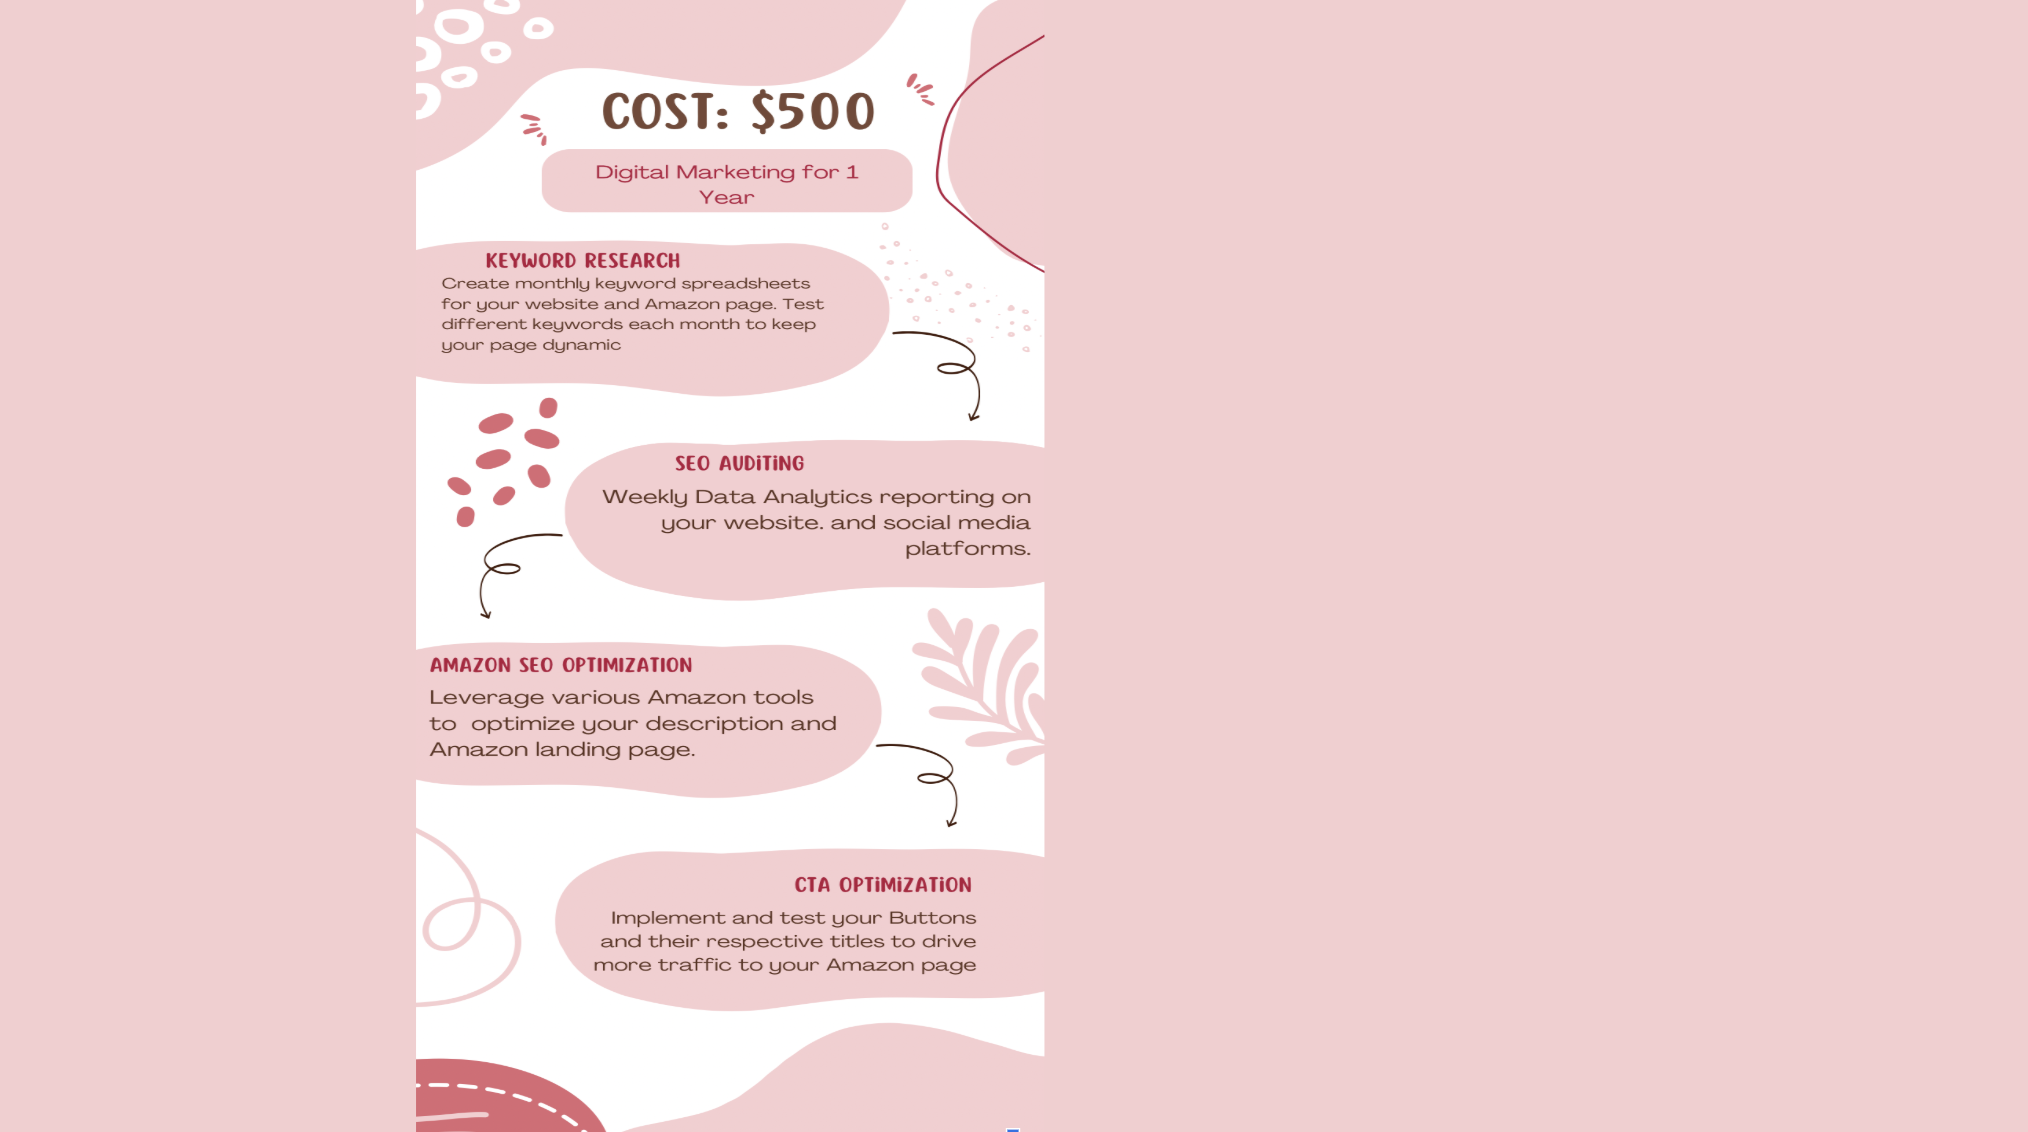 COST: $500
Digital Marketing for 1
Year
KEYWORD RESEARCH
Create monthly keyword spreadsheets
for your website and Amazon page. Test
different keywords each month to keep
your page dynamic
SEO AUDITING
Weekly Data Analytics reporting on
your website. and social media
platforms.
AMAZON SEO OPTIMIZATION
Leverage various Amazon tools
to  optimize your description and
Amazon landing page.
CTA OPTIMIZATION
Implement and test your Buttons
and their respective titles to drive
more traffic to your Amazon page